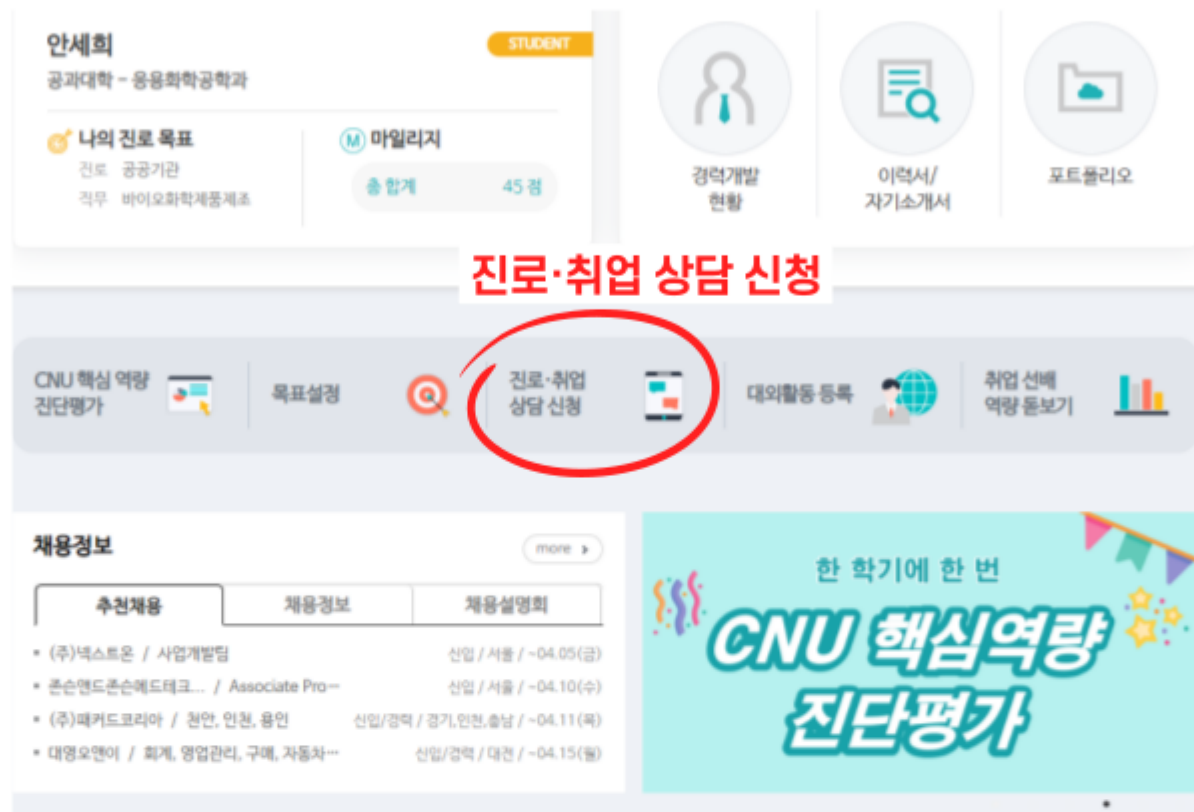 안세희
STUDENT
공과대학 - 응용화학공학과
나의 진로 목표
진로 공공기관
직무 바이오화학제품제조
M 마일리지
총 합계 45 점
경력개발
현황
이력서/
자기소개서
포트폴리오
진로·취업 상담 신청
CNU 핵심 역량
진단평가
목표설정
진로·취업
상담 신청
대외활동 등록
취업 선배
역량 돋보기
채용정보
more
추천채용 채용정보 채용설명회
(주)넥스트온 / 사업개발팀 신입 / 서울 / ~04.05(금)
존슨앤드존슨메드테크... / Associate Pro… 신입 / 서울 / ~04.10(수)
(주)패커드코리아 / 천안, 인천, 용인 신입/경력 / 경기,인천,충남 / ~04.11(목)
대영오앤이 / 회계, 영업관리, 구매, 자동차… 신입/경력 / 대전 / ~04.15(월)
한 학기에 한 번
CNU 핵심역량
진단평가